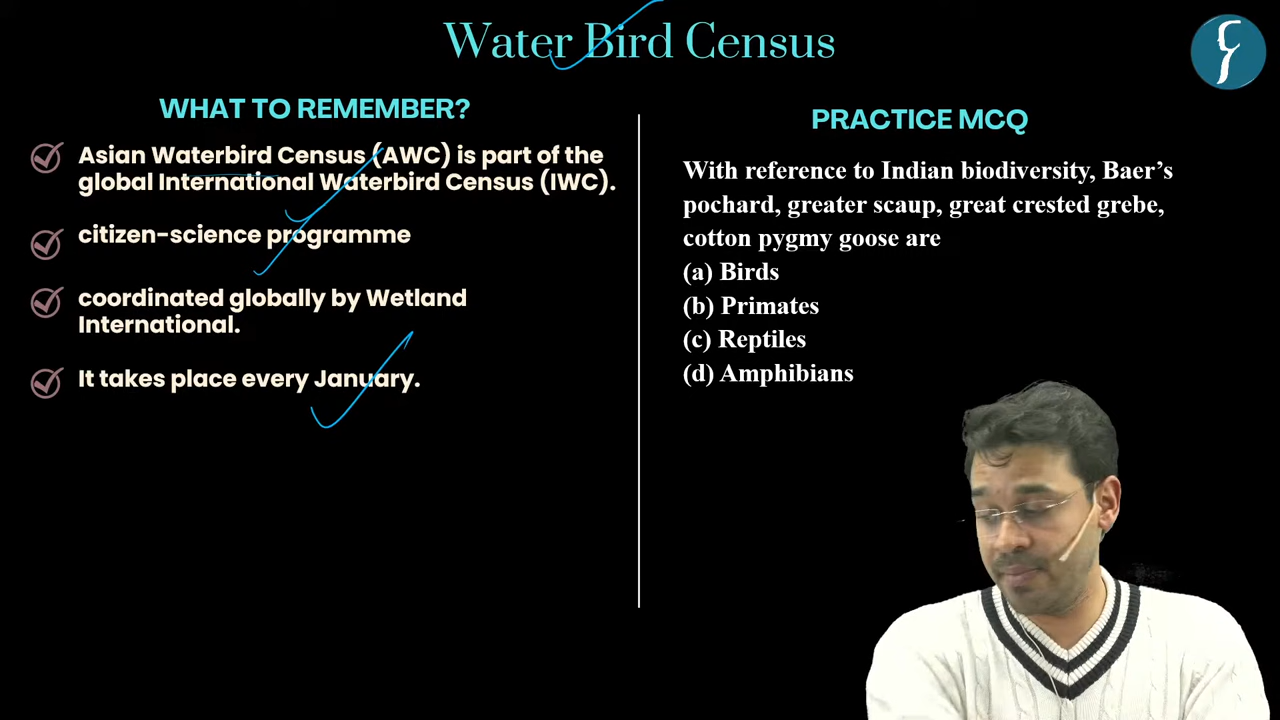 Water Bird Census
WHAT TO REMEMBER?
Asian Waterbird Census (AWC) is part of the
global International Waterbird Census (IWC).
citizen-science programme
coordinated globally by Wetland
International.
It takes place every January.
PRACTICE MCQ
With reference to Indian biodiversity, Baer’s
pochard, greater scaup, great crested grebe,
cotton pygmy goose are
(a) Birds
(b) Primates
(c) Reptiles
(d) Amphibians